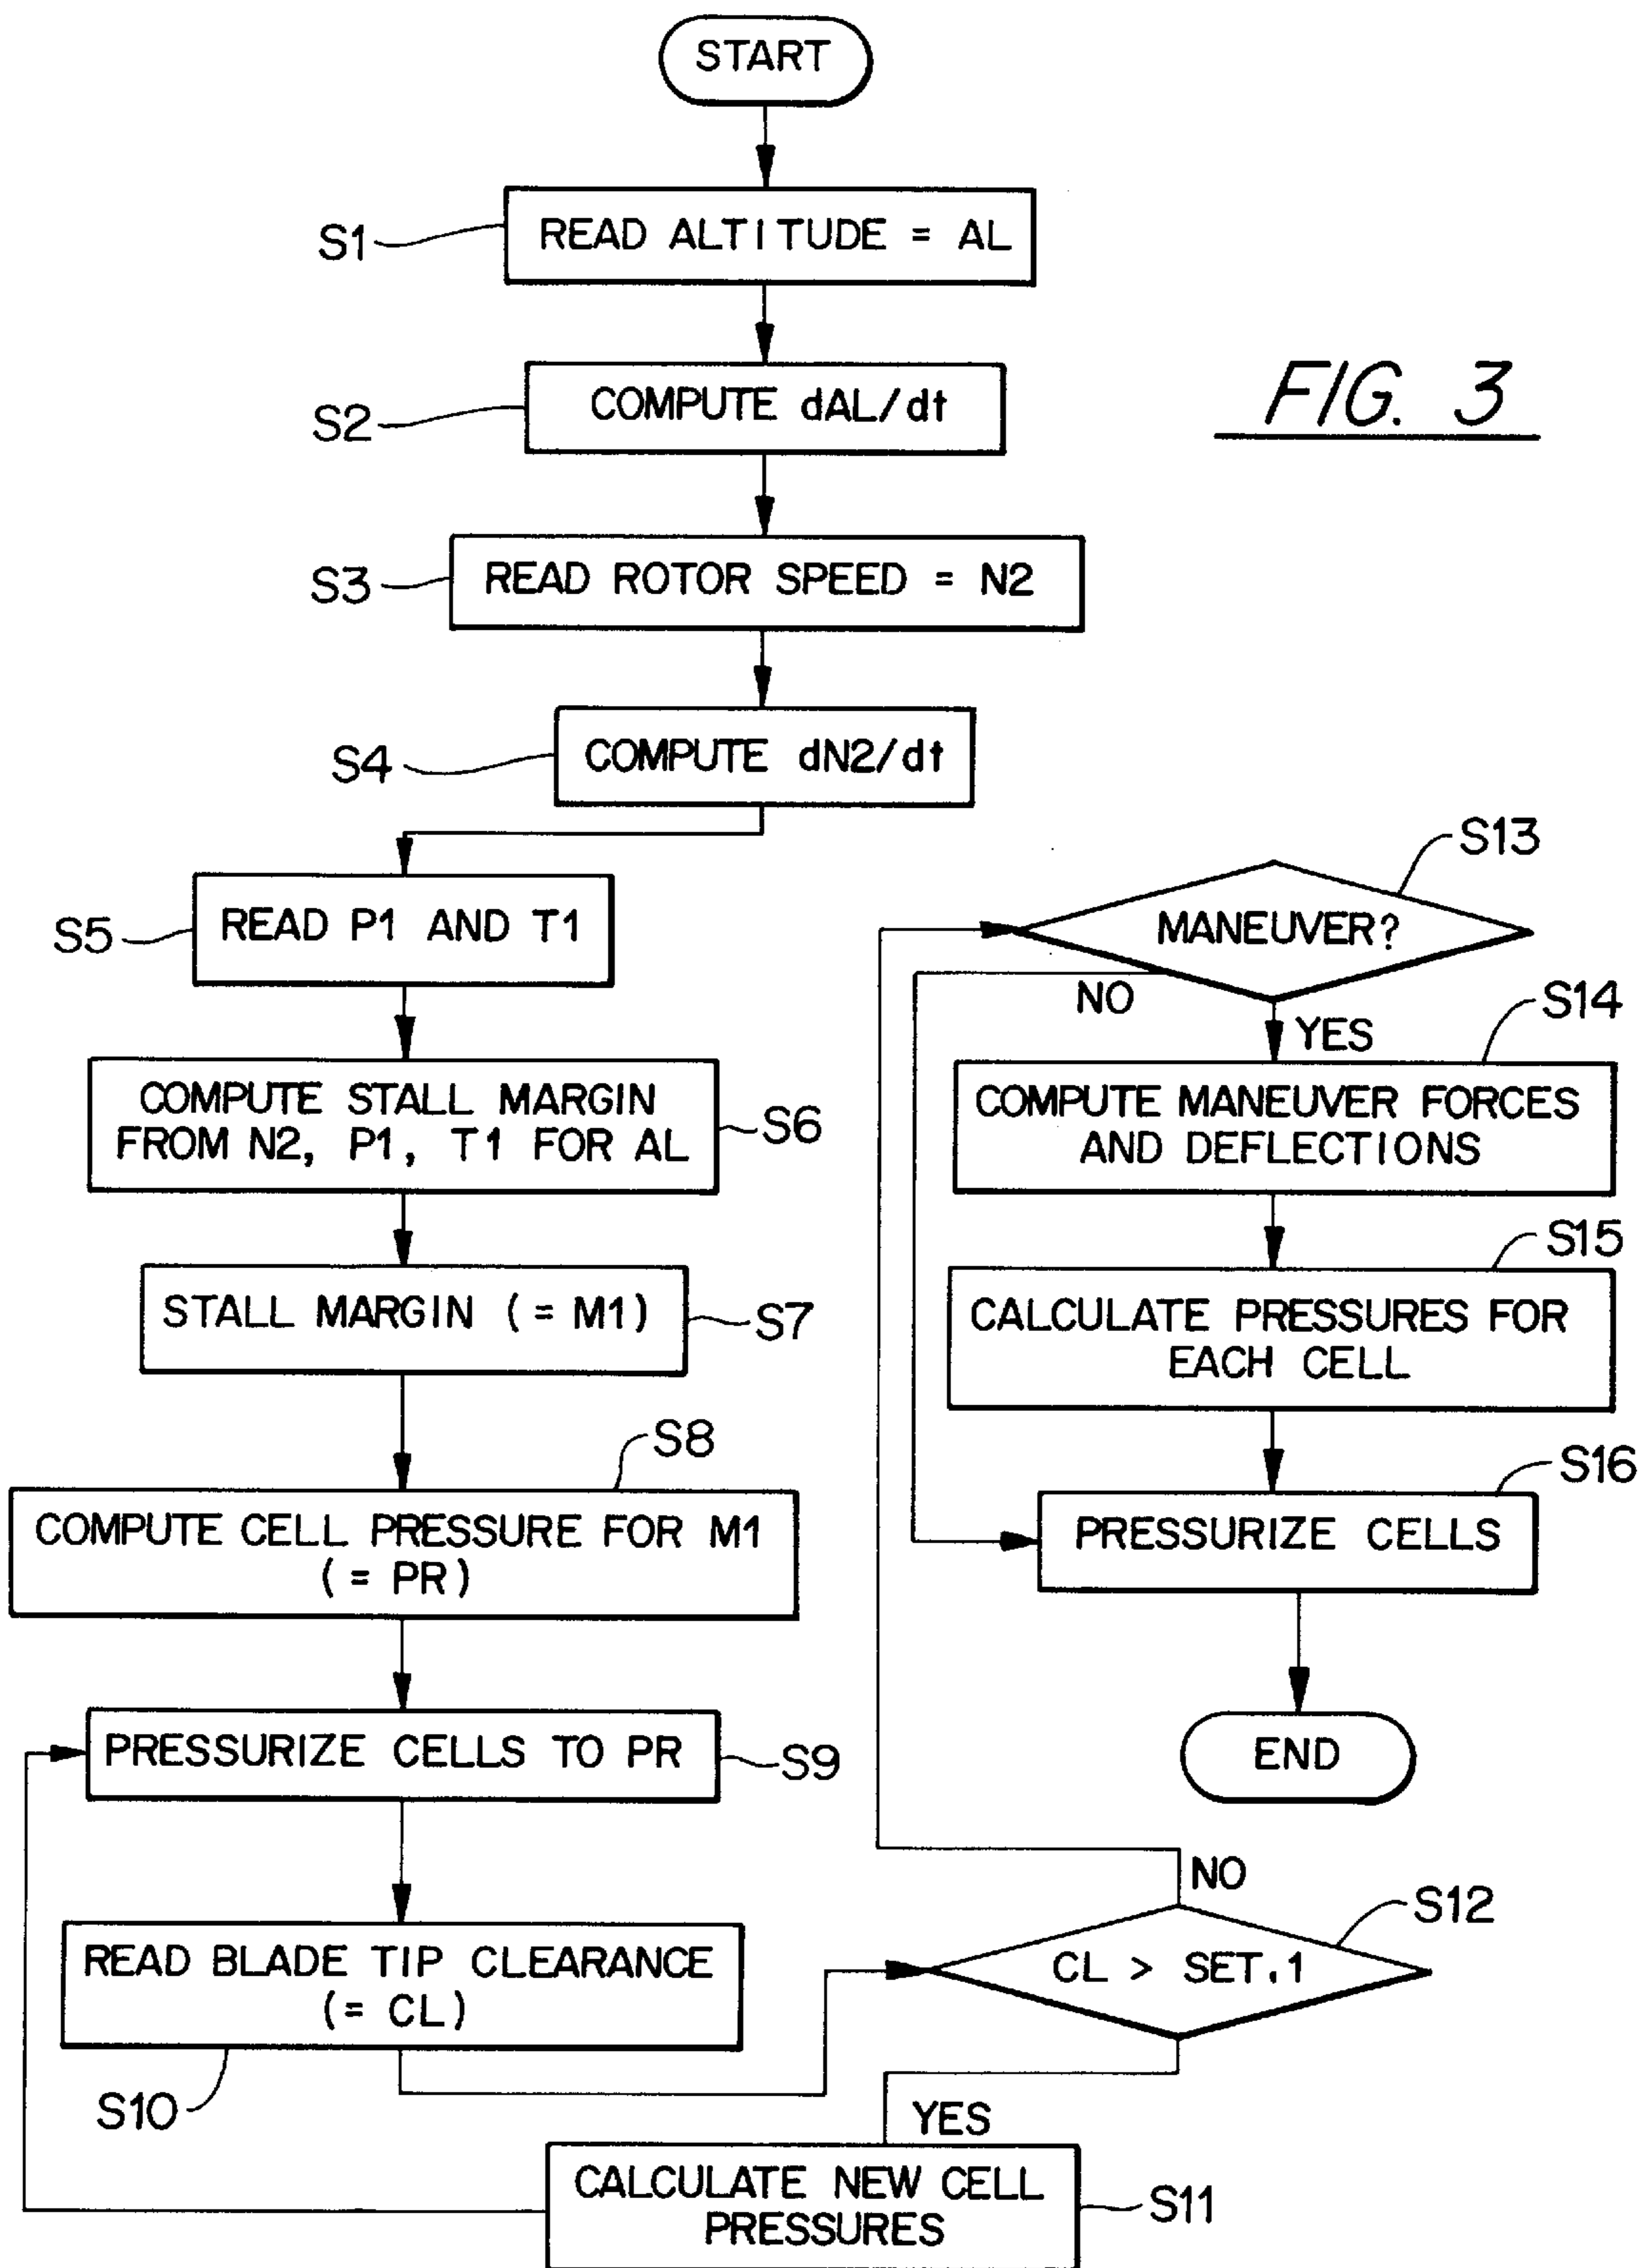 START
S1
READ ALTITUDE = AL
S2
COMPUTE dAL/dt
FIG. 3
S3
READ ROTOR SPEED = N2
S4
COMPUTE dN2/dt
S5
READ P1 AND T1
COMPUTE STALL MARGIN
FROM N2, P1, T1 FOR AL
S6
STALL MARGIN (= M1)
S7
S8
COMPUTE CELL PRESSURE FOR M1
(= PR)
PRESSURIZE CELLS TO PR
S9
READ BLADE TIP CLEARANCE
(= CL)
S10
CL > SET.1
S12
NO
YES
CALCULATE NEW CELL
PRESSURES
S11
S13
MANEUVER?
NO
YES
S14
COMPUTE MANEUVER FORCES
AND DEFLECTIONS
S15
CALCULATE PRESSURES FOR
EACH CELL
S16
PRESSURIZE CELLS
END